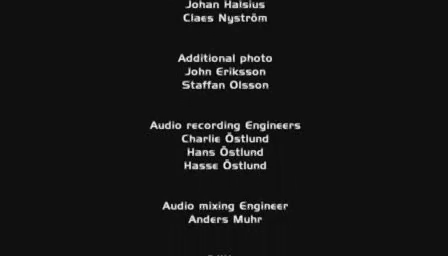 Johan Halsius
Claes Nyström
Additional photo
John Eriksson
Staffan Olsson
Audio recording Engineers
Charlie Östlund
Hans Östlund
Hasse Östlund
Audio mixing Engineer
Anders Muhr